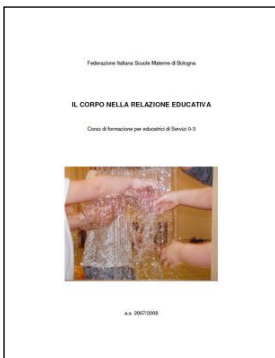 Federazione Italiana Scuole Materne di Bologna
IL CORPO NELLA RELAZIONE EDUCATIVA
Corso di formazione per educatrici di Servizi 0-3
a.s. 2007/2008